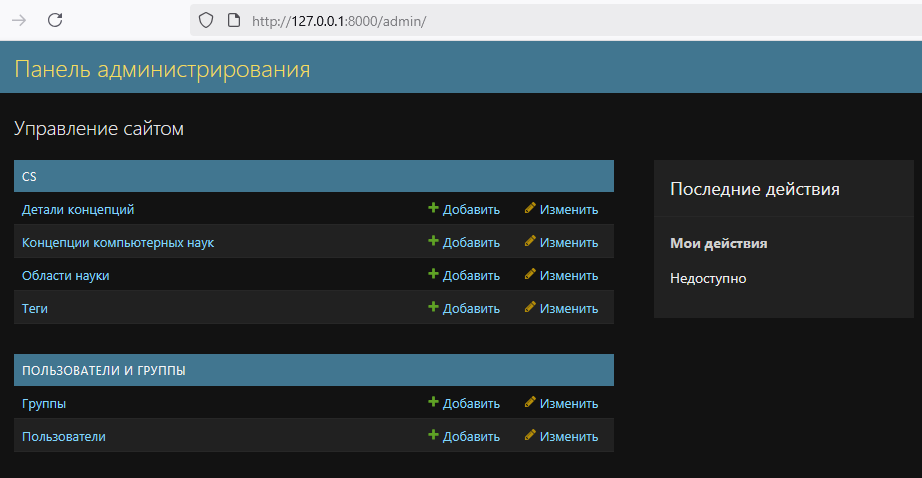 http://127.0.0.1:8000/admin/
Панель администрирования
Управление сайтом
CS
Детали концепций Добавить Изменить
Концепции компьютерных наук Добавить Изменить
Области науки Добавить Изменить
Теги Добавить Изменить
ПОЛЬЗОВАТЕЛИ И ГРУППЫ
Группы Добавить Изменить
Пользователи Добавить Изменить
Последние действия
Мои действия
Недоступно